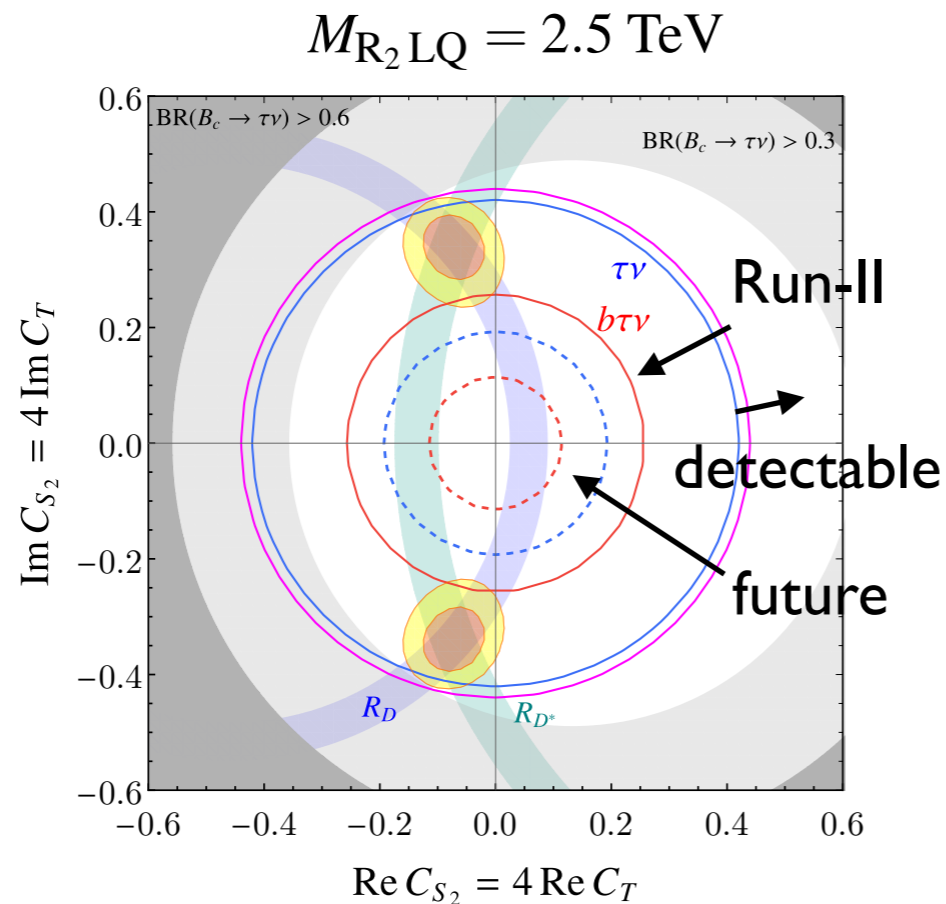 M_{R_2 LQ} = 2.5 TeV
BR(B_c → τν) > 0.6
BR(B_c → τν) > 0.3
0.6
0.4
0.2
0.0
−0.2
−0.4
−0.6
Im C_{S_2} = 4 Im C_T
τν
Run-II
bτν
detectable
future
R_D
R_{D*}
−0.6 −0.4 −0.2 0.0 0.2 0.4 0.6
Re C_{S_2} = 4 Re C_T